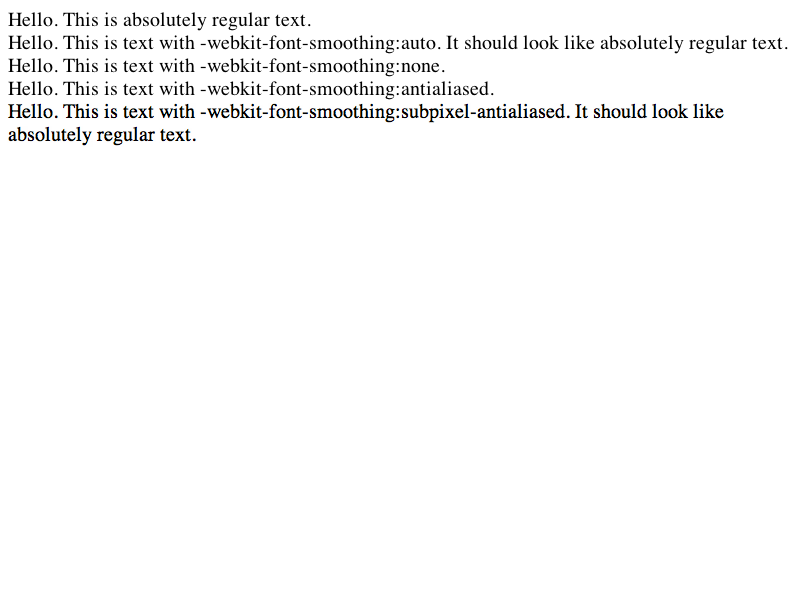 Hello. This is absolutely regular text.
Hello. This is text with -webkit-font-smoothing:auto. It should look like absolutely regular text.
Hello. This is text with -webkit-font-smoothing:none.
Hello. This is text with -webkit-font-smoothing:antialiased.
Hello. This is text with -webkit-font-smoothing:subpixel-antialiased. It should look like
absolutely regular text.